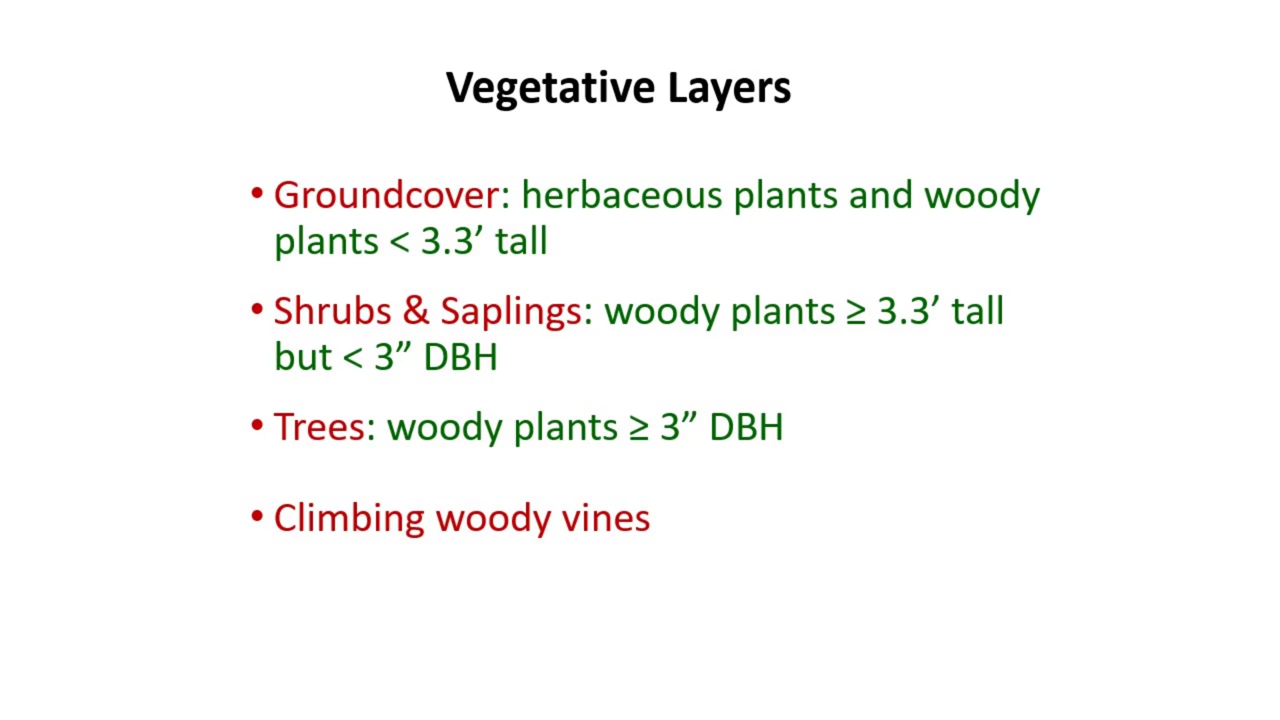 Vegetative Layers
• Groundcover: herbaceous plants and woody
plants < 3.3’ tall
• Shrubs & Saplings: woody plants ≥ 3.3’ tall
but < 3” DBH
• Trees: woody plants ≥ 3” DBH
• Climbing woody vines